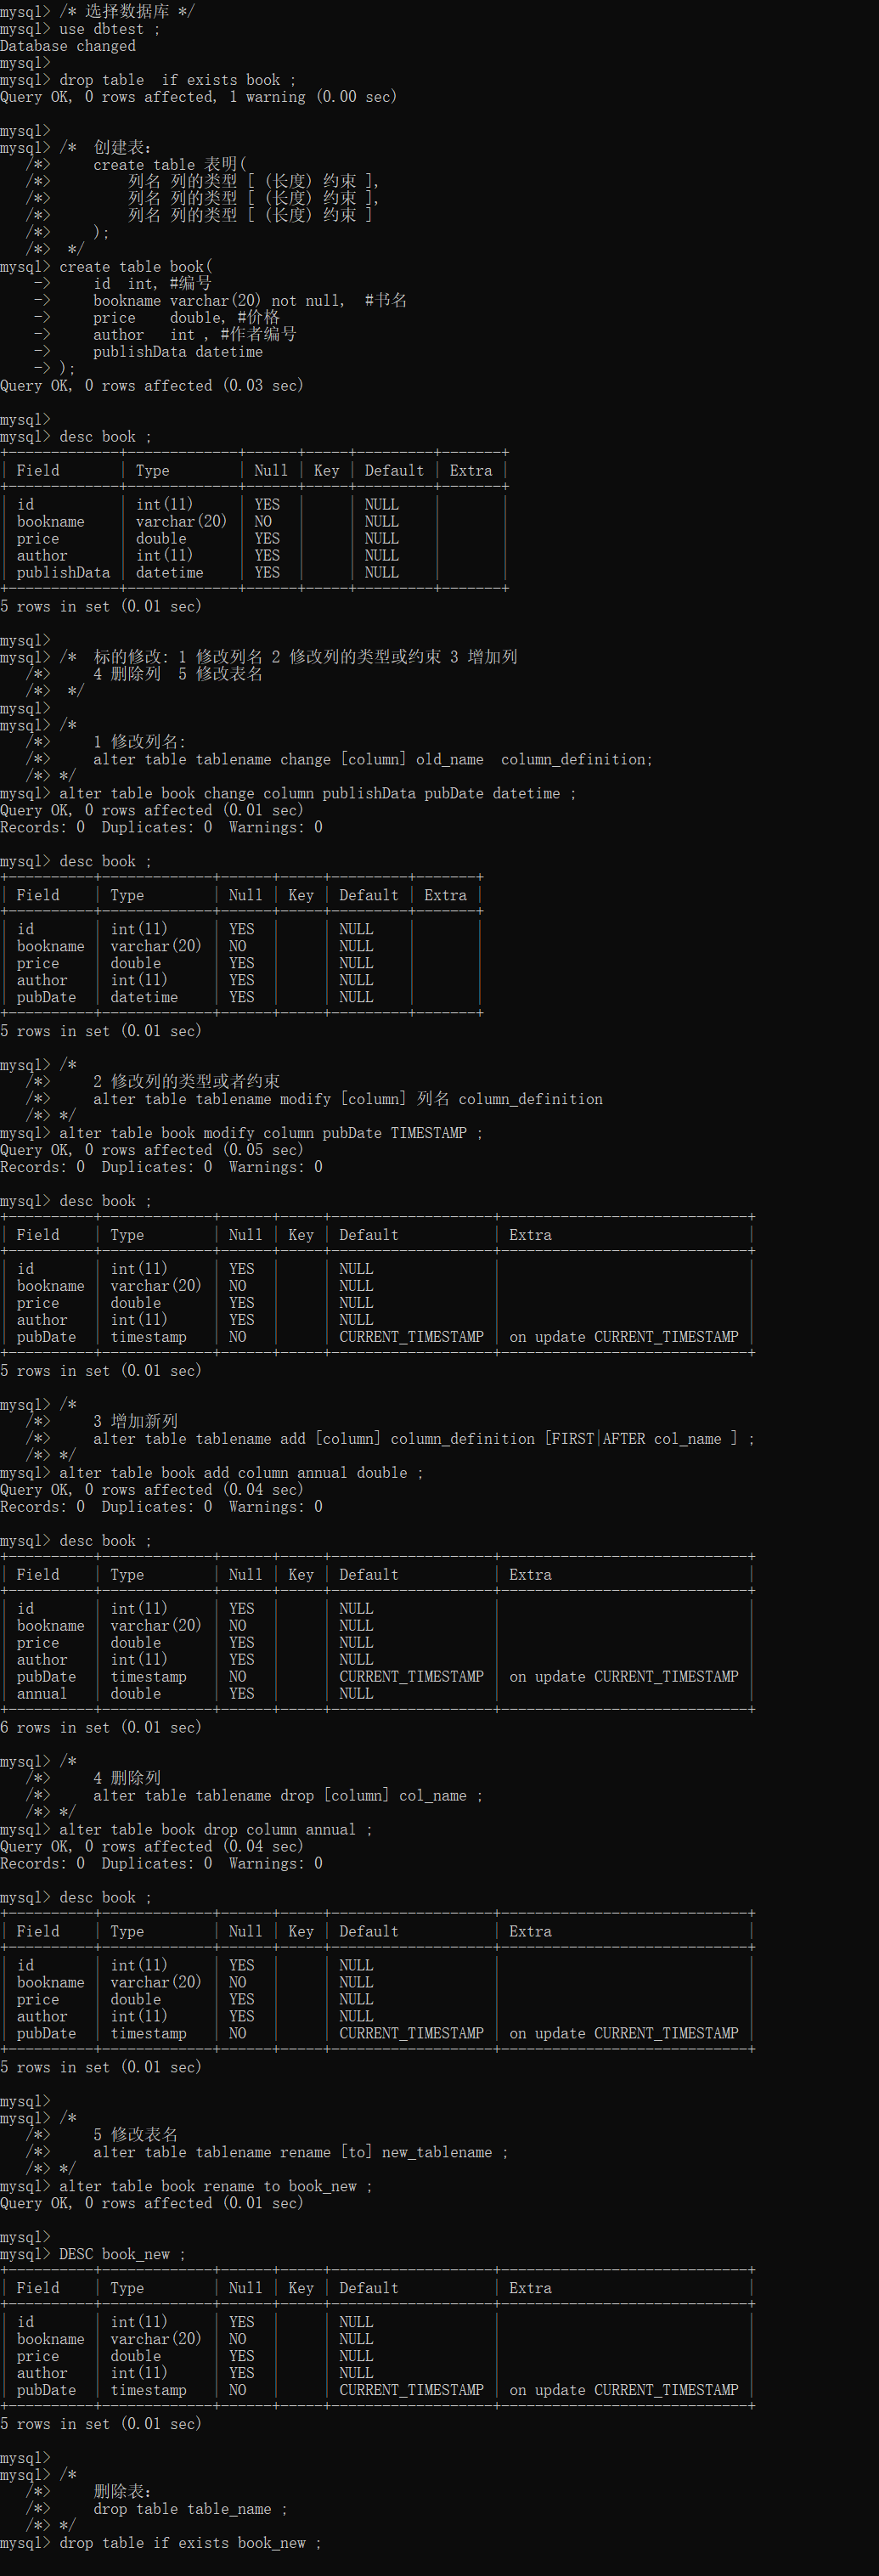 mysql> /* 选择数据库 */
mysql> use dbtest ;
Database changed
mysql>
mysql> drop table  if exists book ;
Query OK, 0 rows affected, 1 warning (0.00 sec)

mysql>
mysql> /*  创建表：
   /*>     create table 表明(
   /*>         列名 列的类型 [ (长度) 约束 ],
   /*>         列名 列的类型 [ (长度) 约束 ],
   /*>         列名 列的类型 [ (长度) 约束 ]
   /*>     );
   /*>  */
mysql> create table book(
    ->     id  int, #编号
    ->     bookname varchar(20) not null,  #书名
    ->     price    double, #价格
    ->     author   int , #作者编号
    ->     publishData datetime
    -> );
Query OK, 0 rows affected (0.03 sec)

mysql>
mysql> desc book ;
+-------------+-------------+------+-----+---------+-------+
| Field       | Type        | Null | Key | Default | Extra |
+-------------+-------------+------+-----+---------+-------+
| id          | int(11)     | YES  |     | NULL    |       |
| bookname    | varchar(20) | NO   |     | NULL    |       |
| price       | double      | YES  |     | NULL    |       |
| author      | int(11)     | YES  |     | NULL    |       |
| publishData | datetime    | YES  |     | NULL    |       |
+-------------+-------------+------+-----+---------+-------+
5 rows in set (0.01 sec)

mysql>
mysql> /*  标的修改: 1 修改列名 2 修改列的类型或约束 3 增加列
   /*>     4 删除列  5 修改表名
   /*>  */
mysql>
mysql> /*
   /*>     1 修改列名:
   /*>     alter table tablename change [column] old_name  column_definition;
   /*> */
mysql> alter table book change column publishData pubDate datetime ;
Query OK, 0 rows affected (0.01 sec)
Records: 0  Duplicates: 0  Warnings: 0

mysql> desc book ;
+----------+-------------+------+-----+---------+-------+
| Field    | Type        | Null | Key | Default | Extra |
+----------+-------------+------+-----+---------+-------+
| id       | int(11)     | YES  |     | NULL    |       |
| bookname | varchar(20) | NO   |     | NULL    |       |
| price    | double      | YES  |     | NULL    |       |
| author   | int(11)     | YES  |     | NULL    |       |
| pubDate  | datetime    | YES  |     | NULL    |       |
+----------+-------------+------+-----+---------+-------+
5 rows in set (0.01 sec)

mysql> /*
   /*>     2 修改列的类型或者约束
   /*>     alter table tablename modify [column] 列名 column_definition
   /*> */
mysql> alter table book modify column pubDate TIMESTAMP ;
Query OK, 0 rows affected (0.05 sec)
Records: 0  Duplicates: 0  Warnings: 0

mysql> desc book ;
+----------+-------------+------+-----+-------------------+-----------------------------+
| Field    | Type        | Null | Key | Default           | Extra                       |
+----------+-------------+------+-----+-------------------+-----------------------------+
| id       | int(11)     | YES  |     | NULL              |                             |
| bookname | varchar(20) | NO   |     | NULL              |                             |
| price    | double      | YES  |     | NULL              |                             |
| author   | int(11)     | YES  |     | NULL              |                             |
| pubDate  | timestamp   | NO   |     | CURRENT_TIMESTAMP | on update CURRENT_TIMESTAMP |
+----------+-------------+------+-----+-------------------+-----------------------------+
5 rows in set (0.01 sec)

mysql> /*
   /*>     3 增加新列
   /*>     alter table tablename add [column] column_definition [FIRST|AFTER col_name ] ;
   /*> */
mysql> alter table book add column annual double ;
Query OK, 0 rows affected (0.04 sec)
Records: 0  Duplicates: 0  Warnings: 0

mysql> desc book ;
+----------+-------------+------+-----+-------------------+-----------------------------+
| Field    | Type        | Null | Key | Default           | Extra                       |
+----------+-------------+------+-----+-------------------+-----------------------------+
| id       | int(11)     | YES  |     | NULL              |                             |
| bookname | varchar(20) | NO   |     | NULL              |                             |
| price    | double      | YES  |     | NULL              |                             |
| author   | int(11)     | YES  |     | NULL              |                             |
| pubDate  | timestamp   | NO   |     | CURRENT_TIMESTAMP | on update CURRENT_TIMESTAMP |
| annual   | double      | YES  |     | NULL              |                             |
+----------+-------------+------+-----+-------------------+-----------------------------+
6 rows in set (0.01 sec)

mysql> /*
   /*>     4 删除列
   /*>     alter table tablename drop [column] col_name ;
   /*> */
mysql> alter table book drop column annual ;
Query OK, 0 rows affected (0.04 sec)
Records: 0  Duplicates: 0  Warnings: 0

mysql> desc book ;
+----------+-------------+------+-----+-------------------+-----------------------------+
| Field    | Type        | Null | Key | Default           | Extra                       |
+----------+-------------+------+-----+-------------------+-----------------------------+
| id       | int(11)     | YES  |     | NULL              |                             |
| bookname | varchar(20) | NO   |     | NULL              |                             |
| price    | double      | YES  |     | NULL              |                             |
| author   | int(11)     | YES  |     | NULL              |                             |
| pubDate  | timestamp   | NO   |     | CURRENT_TIMESTAMP | on update CURRENT_TIMESTAMP |
+----------+-------------+------+-----+-------------------+-----------------------------+
5 rows in set (0.01 sec)

mysql>
mysql> /*
   /*>     5 修改表名
   /*>     alter table tablename rename [to] new_tablename ;
   /*> */
mysql> alter table book rename to book_new ;
Query OK, 0 rows affected (0.01 sec)

mysql>
mysql> DESC book_new ;
+----------+-------------+------+-----+-------------------+-----------------------------+
| Field    | Type        | Null | Key | Default           | Extra                       |
+----------+-------------+------+-----+-------------------+-----------------------------+
| id       | int(11)     | YES  |     | NULL              |                             |
| bookname | varchar(20) | NO   |     | NULL              |                             |
| price    | double      | YES  |     | NULL              |                             |
| author   | int(11)     | YES  |     | NULL              |                             |
| pubDate  | timestamp   | NO   |     | CURRENT_TIMESTAMP | on update CURRENT_TIMESTAMP |
+----------+-------------+------+-----+-------------------+-----------------------------+
5 rows in set (0.01 sec)

mysql>
mysql> /*
   /*>     删除表：
   /*>     drop table table_name ;
   /*> */
mysql> drop table if exists book_new ;